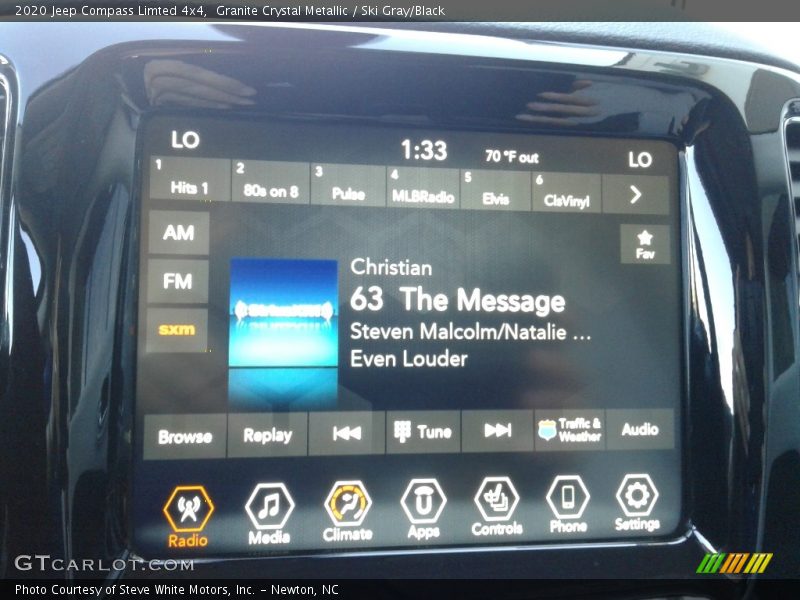 2020 Jeep Compass Limted 4x4,  Granite Crystal Metallic / Ski Gray/Black
LO 1:33 70 °F out LO
1 Hits 1 2 80s on 8 3 Pulse 4 MLBRadio 5 Elvis 6 ClsVinyl >
AM
FM
sxm
Fav
Christian
63 The Message
Steven Malcolm/Natalie ...
Even Louder
Browse Replay Tune Traffic & Weather Audio
Radio Media Climate Apps Controls Phone Settings
GTcarlot.com
Photo Courtesy of Steve White Motors, Inc. – Newton, NC